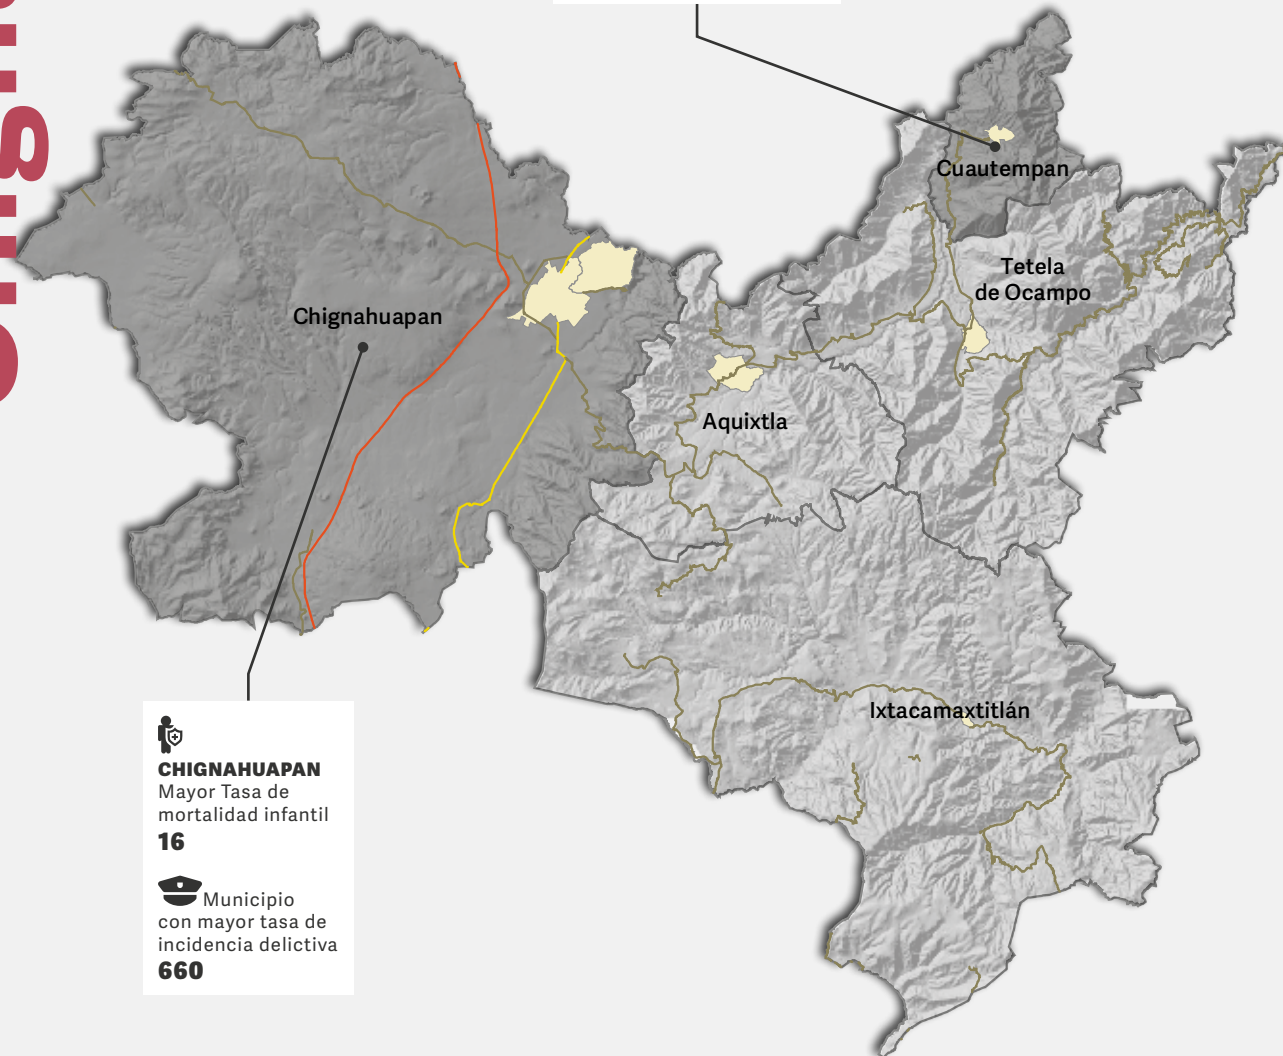 Cuautempan
Tetela
de Ocampo
Chignahuapan
Aquixtla
Ixtacamaxtitlán
CHIGNAHUAPAN
Mayor Tasa de
mortalidad infantil
16
Municipio
con mayor tasa de
incidencia delictiva
660